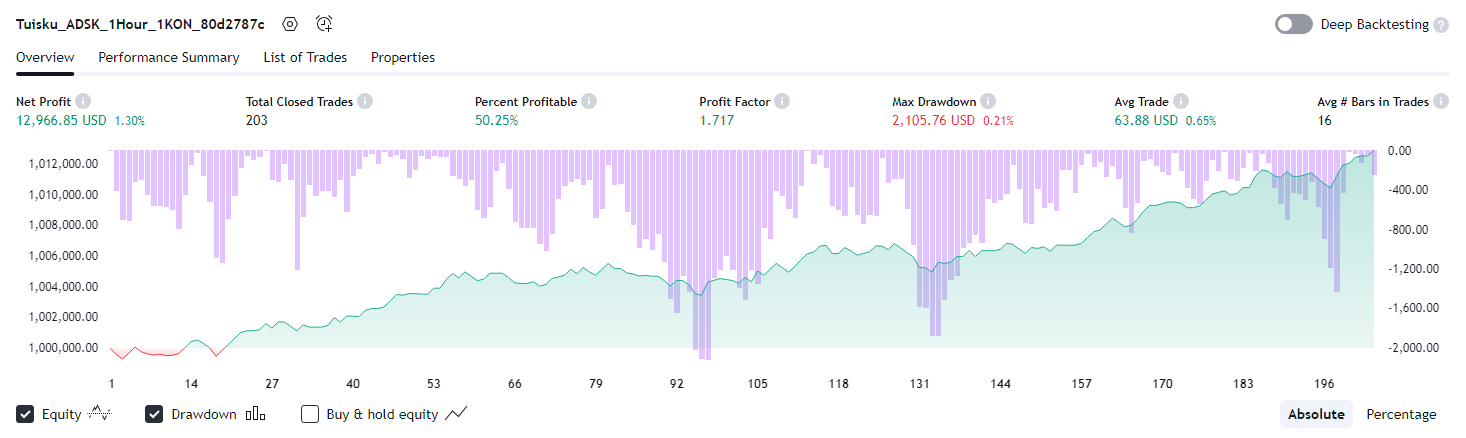 Tuisku_ADSK_1Hour_1KON_80d2787c Deep Backtesting ?
Overview Performance Summary List of Trades Properties
Net Profit Total Closed Trades Percent Profitable Profit Factor Max Drawdown Avg Trade Avg # Bars in Trades
12,966.85 USD 1.30% 203 50.25% 1.717 2,105.76 USD 0.21% 63.88 USD 0.65% 16
1,012,000.00 0.00
1,010,000.00 -400.00
1,008,000.00 -800.00
1,006,000.00 -1,200.00
1,004,000.00 -1,600.00
1,002,000.00
1,000,000.00 -2,000.00
1 14 27 40 53 66 79 92 105 118 131 144 157 170 183 196
Equity Drawdown Buy & hold equity Absolute Percentage